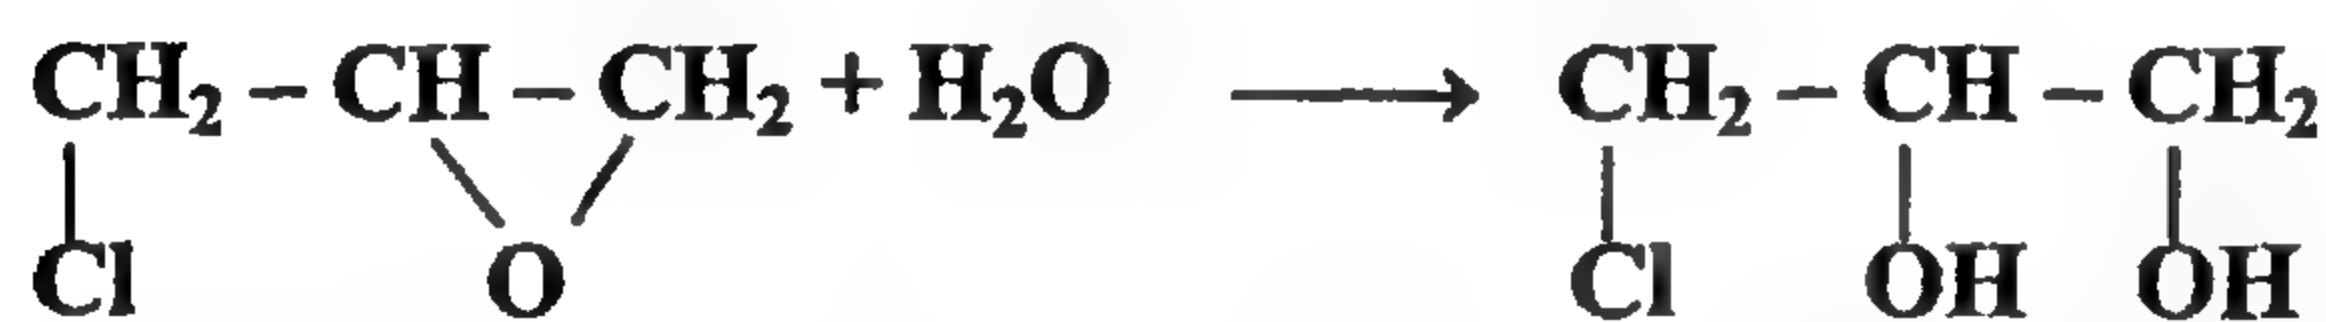 CH₂ – CH – CH₂ + H₂O ⟶ CH₂ – CH – CH₂
Cl O Cl OH OH